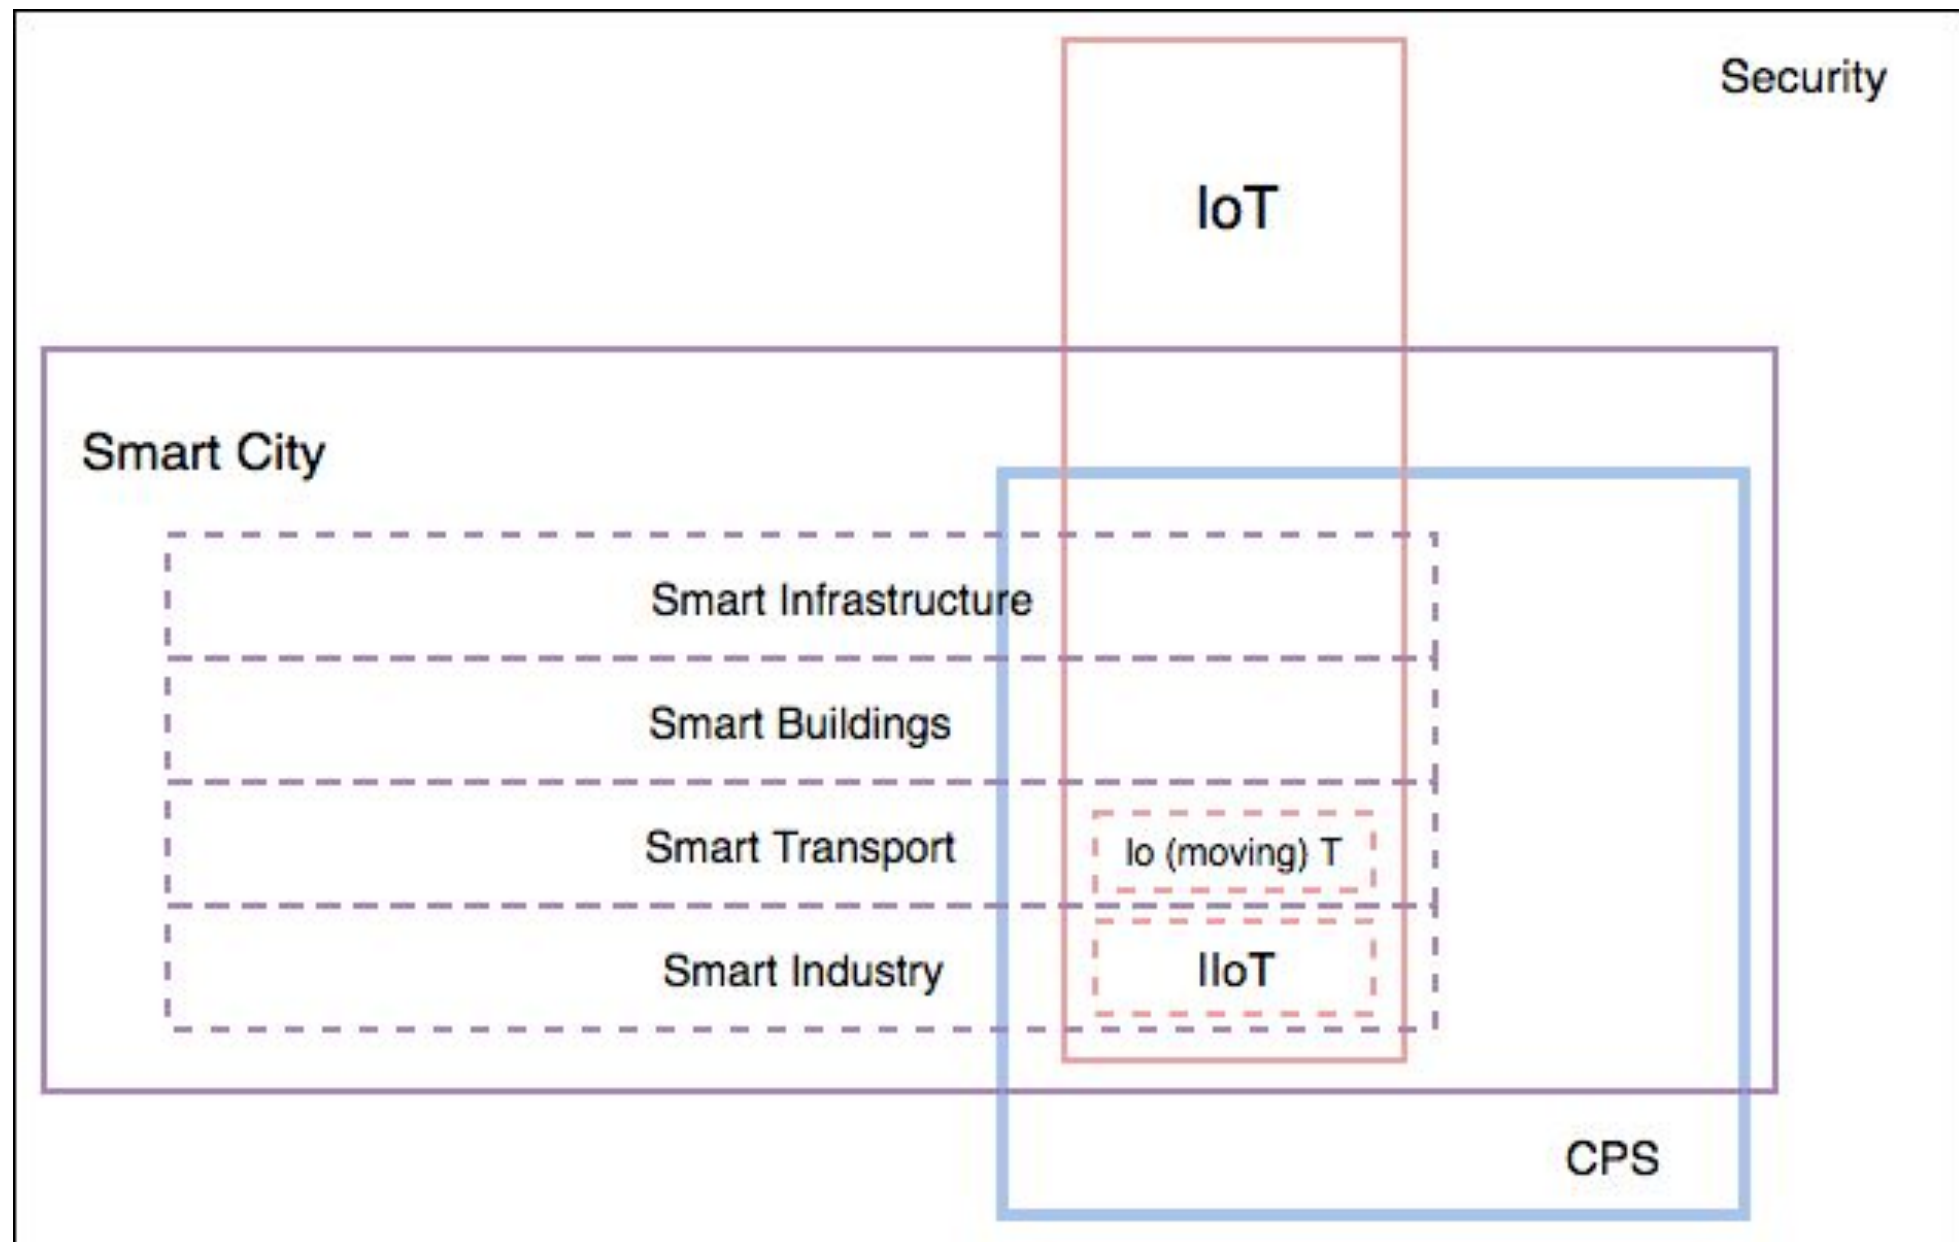 Security
IoT
Smart City
Smart Infrastructure
Smart Buildings
Smart Transport
Io (moving) T
Smart Industry
IIoT
CPS